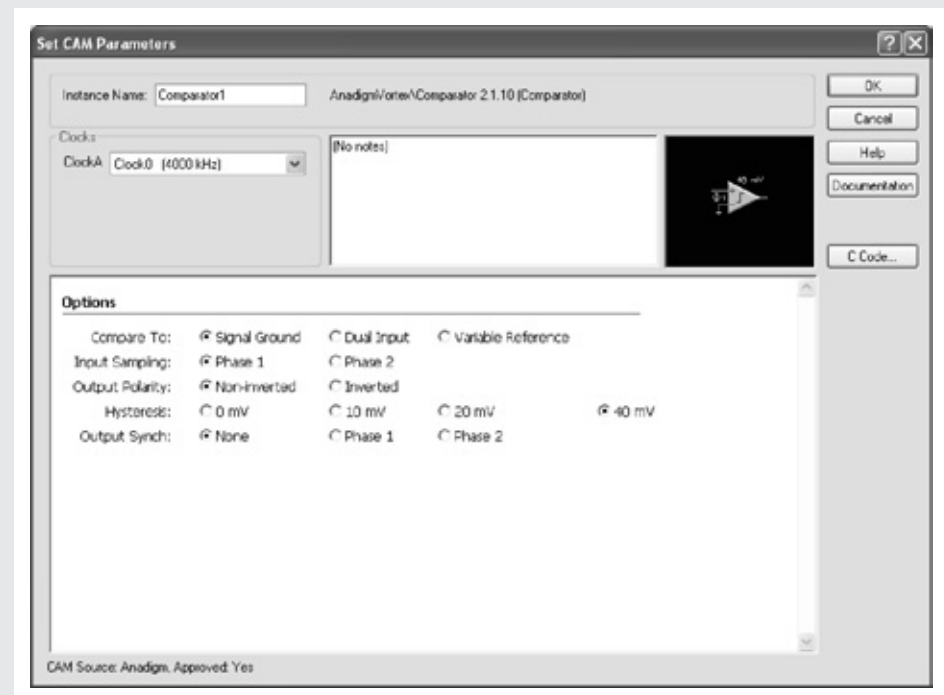 Set CAM Parameters
Instance Name: Comparator1
AnadigmVortex\Comparator 2.1.10 (Comparator)
OK
Cancel
Help
Documentation
C Code...
Clocks
ClockA Clock0 (4000 kHz)
(No notes)
40 mV
Options
Compare To: Signal Ground Dual Input Variable Reference
Input Sampling: Phase 1 Phase 2
Output Polarity: Non-inverted Inverted
Hysteresis: 0 mV 10 mV 20 mV 40 mV
Output Synch: None Phase 1 Phase 2
CAM Source: Anadigm, Approved: Yes